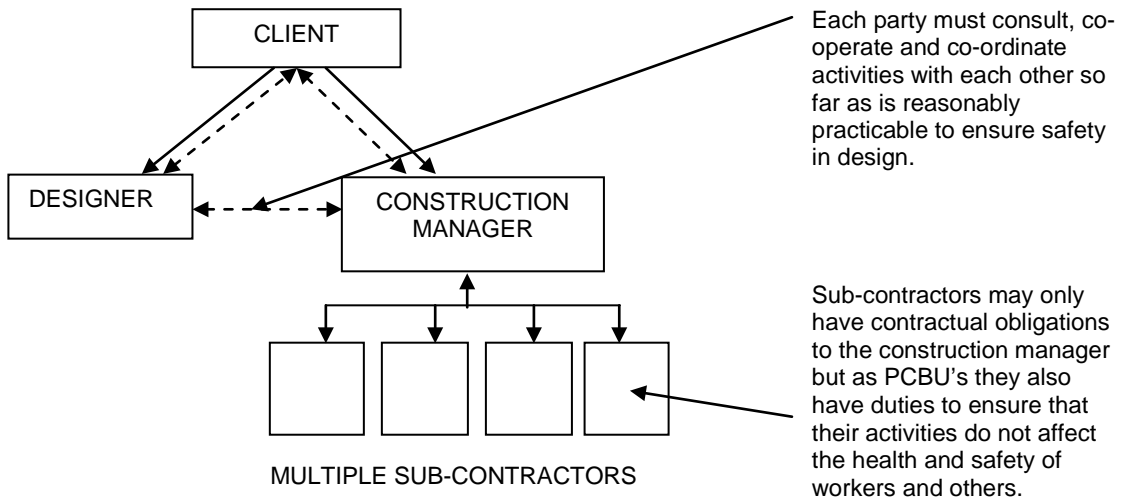 CLIENT
Each party must consult, co-
operate and co-ordinate
activities with each other so
far as is reasonably
practicable to ensure safety
in design.
DESIGNER
CONSTRUCTION
MANAGER
Sub-contractors may only
have contractual obligations
to the construction manager
but as PCBU's they also
have duties to ensure that
their activities do not affect
the health and safety of
workers and others.
MULTIPLE SUB-CONTRACTORS